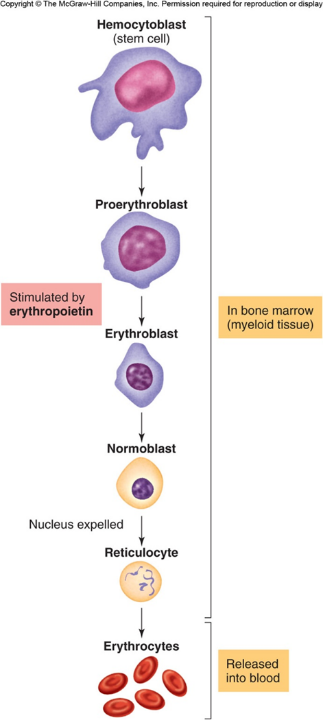 Copyright © The McGraw-Hill Companies, Inc. Permission required for reproduction or display
Hemocytoblast
(stem cell)
Proerythroblast
Stimulated by
erythropoietin
In bone marrow
(myeloid tissue)
Erythroblast
Normoblast
Nucleus expelled
Reticulocyte
Erythrocytes
Released
into blood